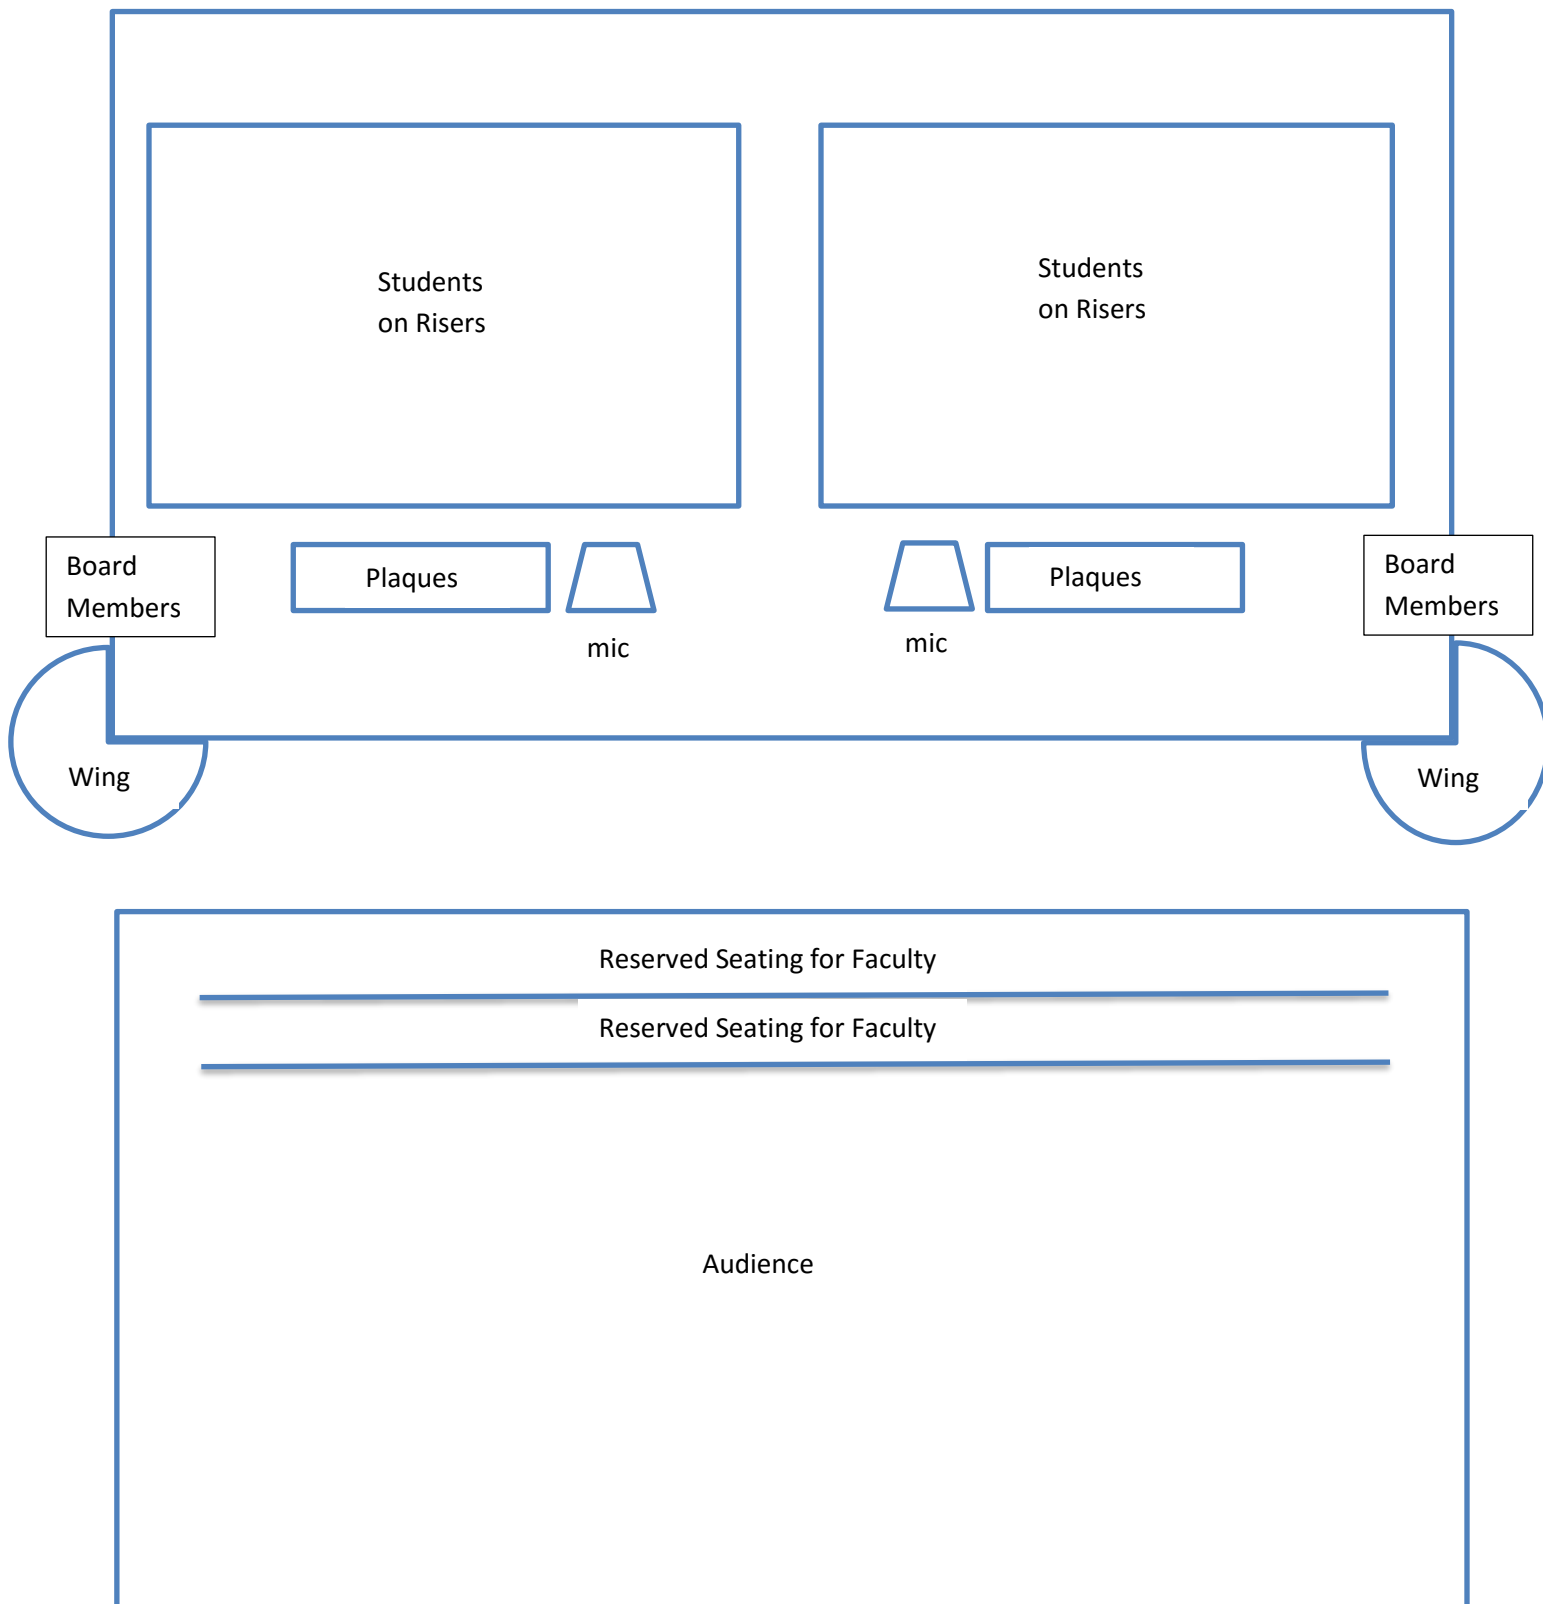 Students
on Risers
Students
on Risers
Board
Members
Plaques
mic
mic
Plaques
Board
Members
Wing
Wing
Reserved Seating for Faculty
Reserved Seating for Faculty
Audience